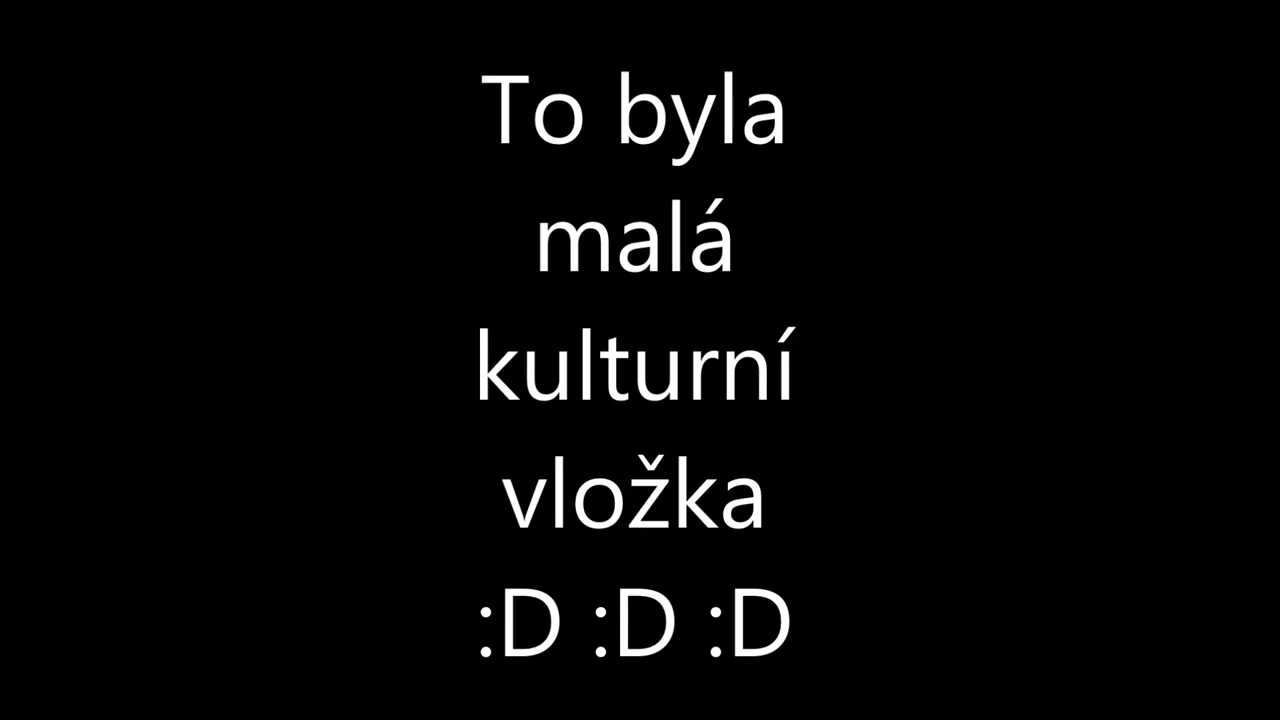 To byla
malá
kulturní
vložka
:D :D :D